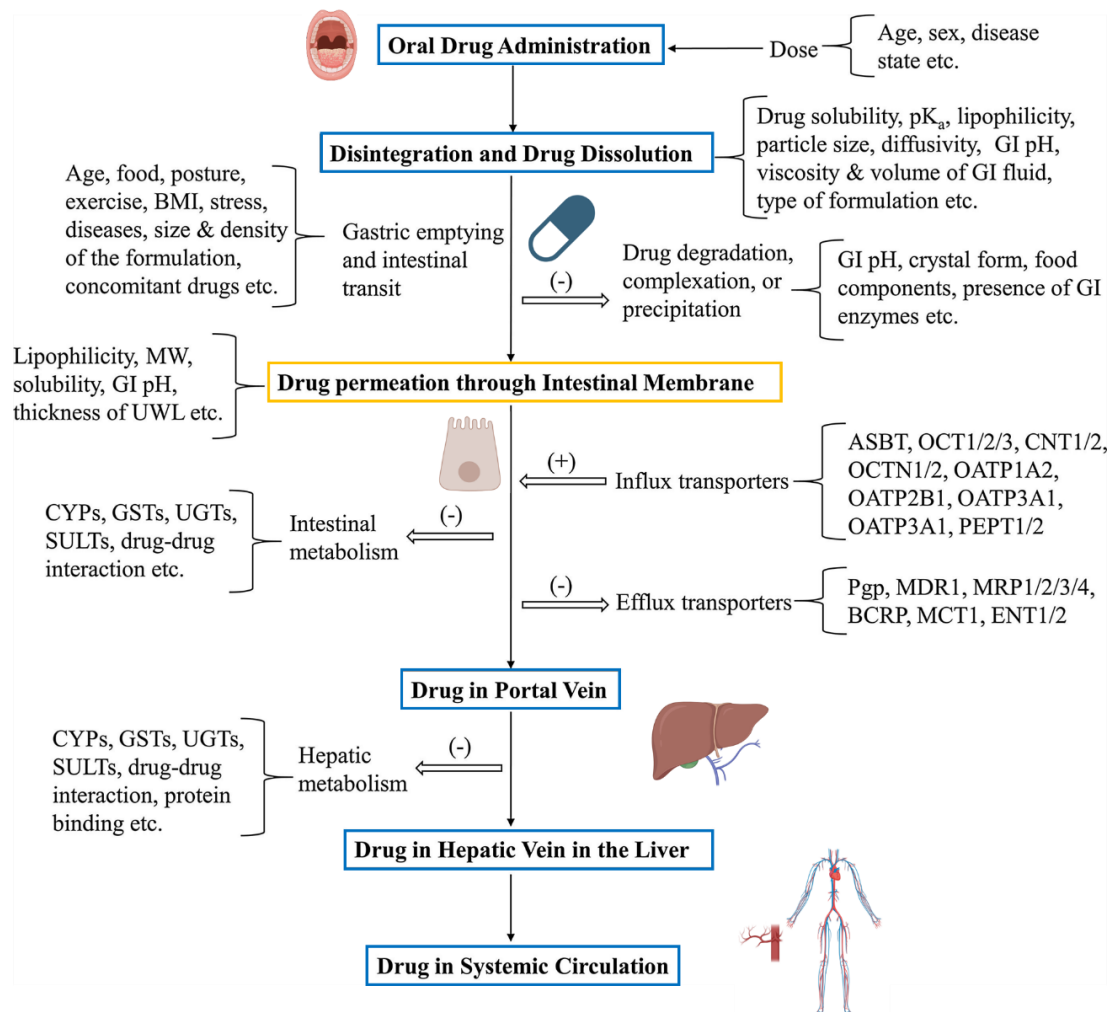 Oral Drug Administration
Dose
Age, sex, disease
state etc.
Disintegration and Drug Dissolution
Drug solubility, pKa, lipophilicity,
particle size, diffusivity, GI pH,
viscosity & volume of GI fluid,
type of formulation etc.
Age, food, posture,
exercise, BMI, stress,
diseases, size & density
of the formulation,
concomitant drugs etc.
Gastric emptying
and intestinal
transit
(-)
Drug degradation,
complexation, or
precipitation
GI pH, crystal form, food
components, presence of GI
enzymes etc.
Lipophilicity, MW,
solubility, GI pH,
thickness of UWL etc.
Drug permeation through Intestinal Membrane
(+)
Influx transporters
ASBT, OCT1/2/3, CNT1/2,
OCTN1/2, OATP1A2,
OATP2B1, OATP3A1,
OATP3A1, PEPT1/2
CYPs, GSTs, UGTs,
SULTs, drug-drug
interaction etc.
Intestinal
metabolism
(-)
(-)
Efflux transporters
Pgp, MDR1, MRP1/2/3/4,
BCRP, MCT1, ENT1/2
Drug in Portal Vein
CYPs, GSTs, UGTs,
SULTs, drug-drug
interaction, protein
binding etc.
Hepatic
metabolism
(-)
Drug in Hepatic Vein in the Liver
Drug in Systemic Circulation